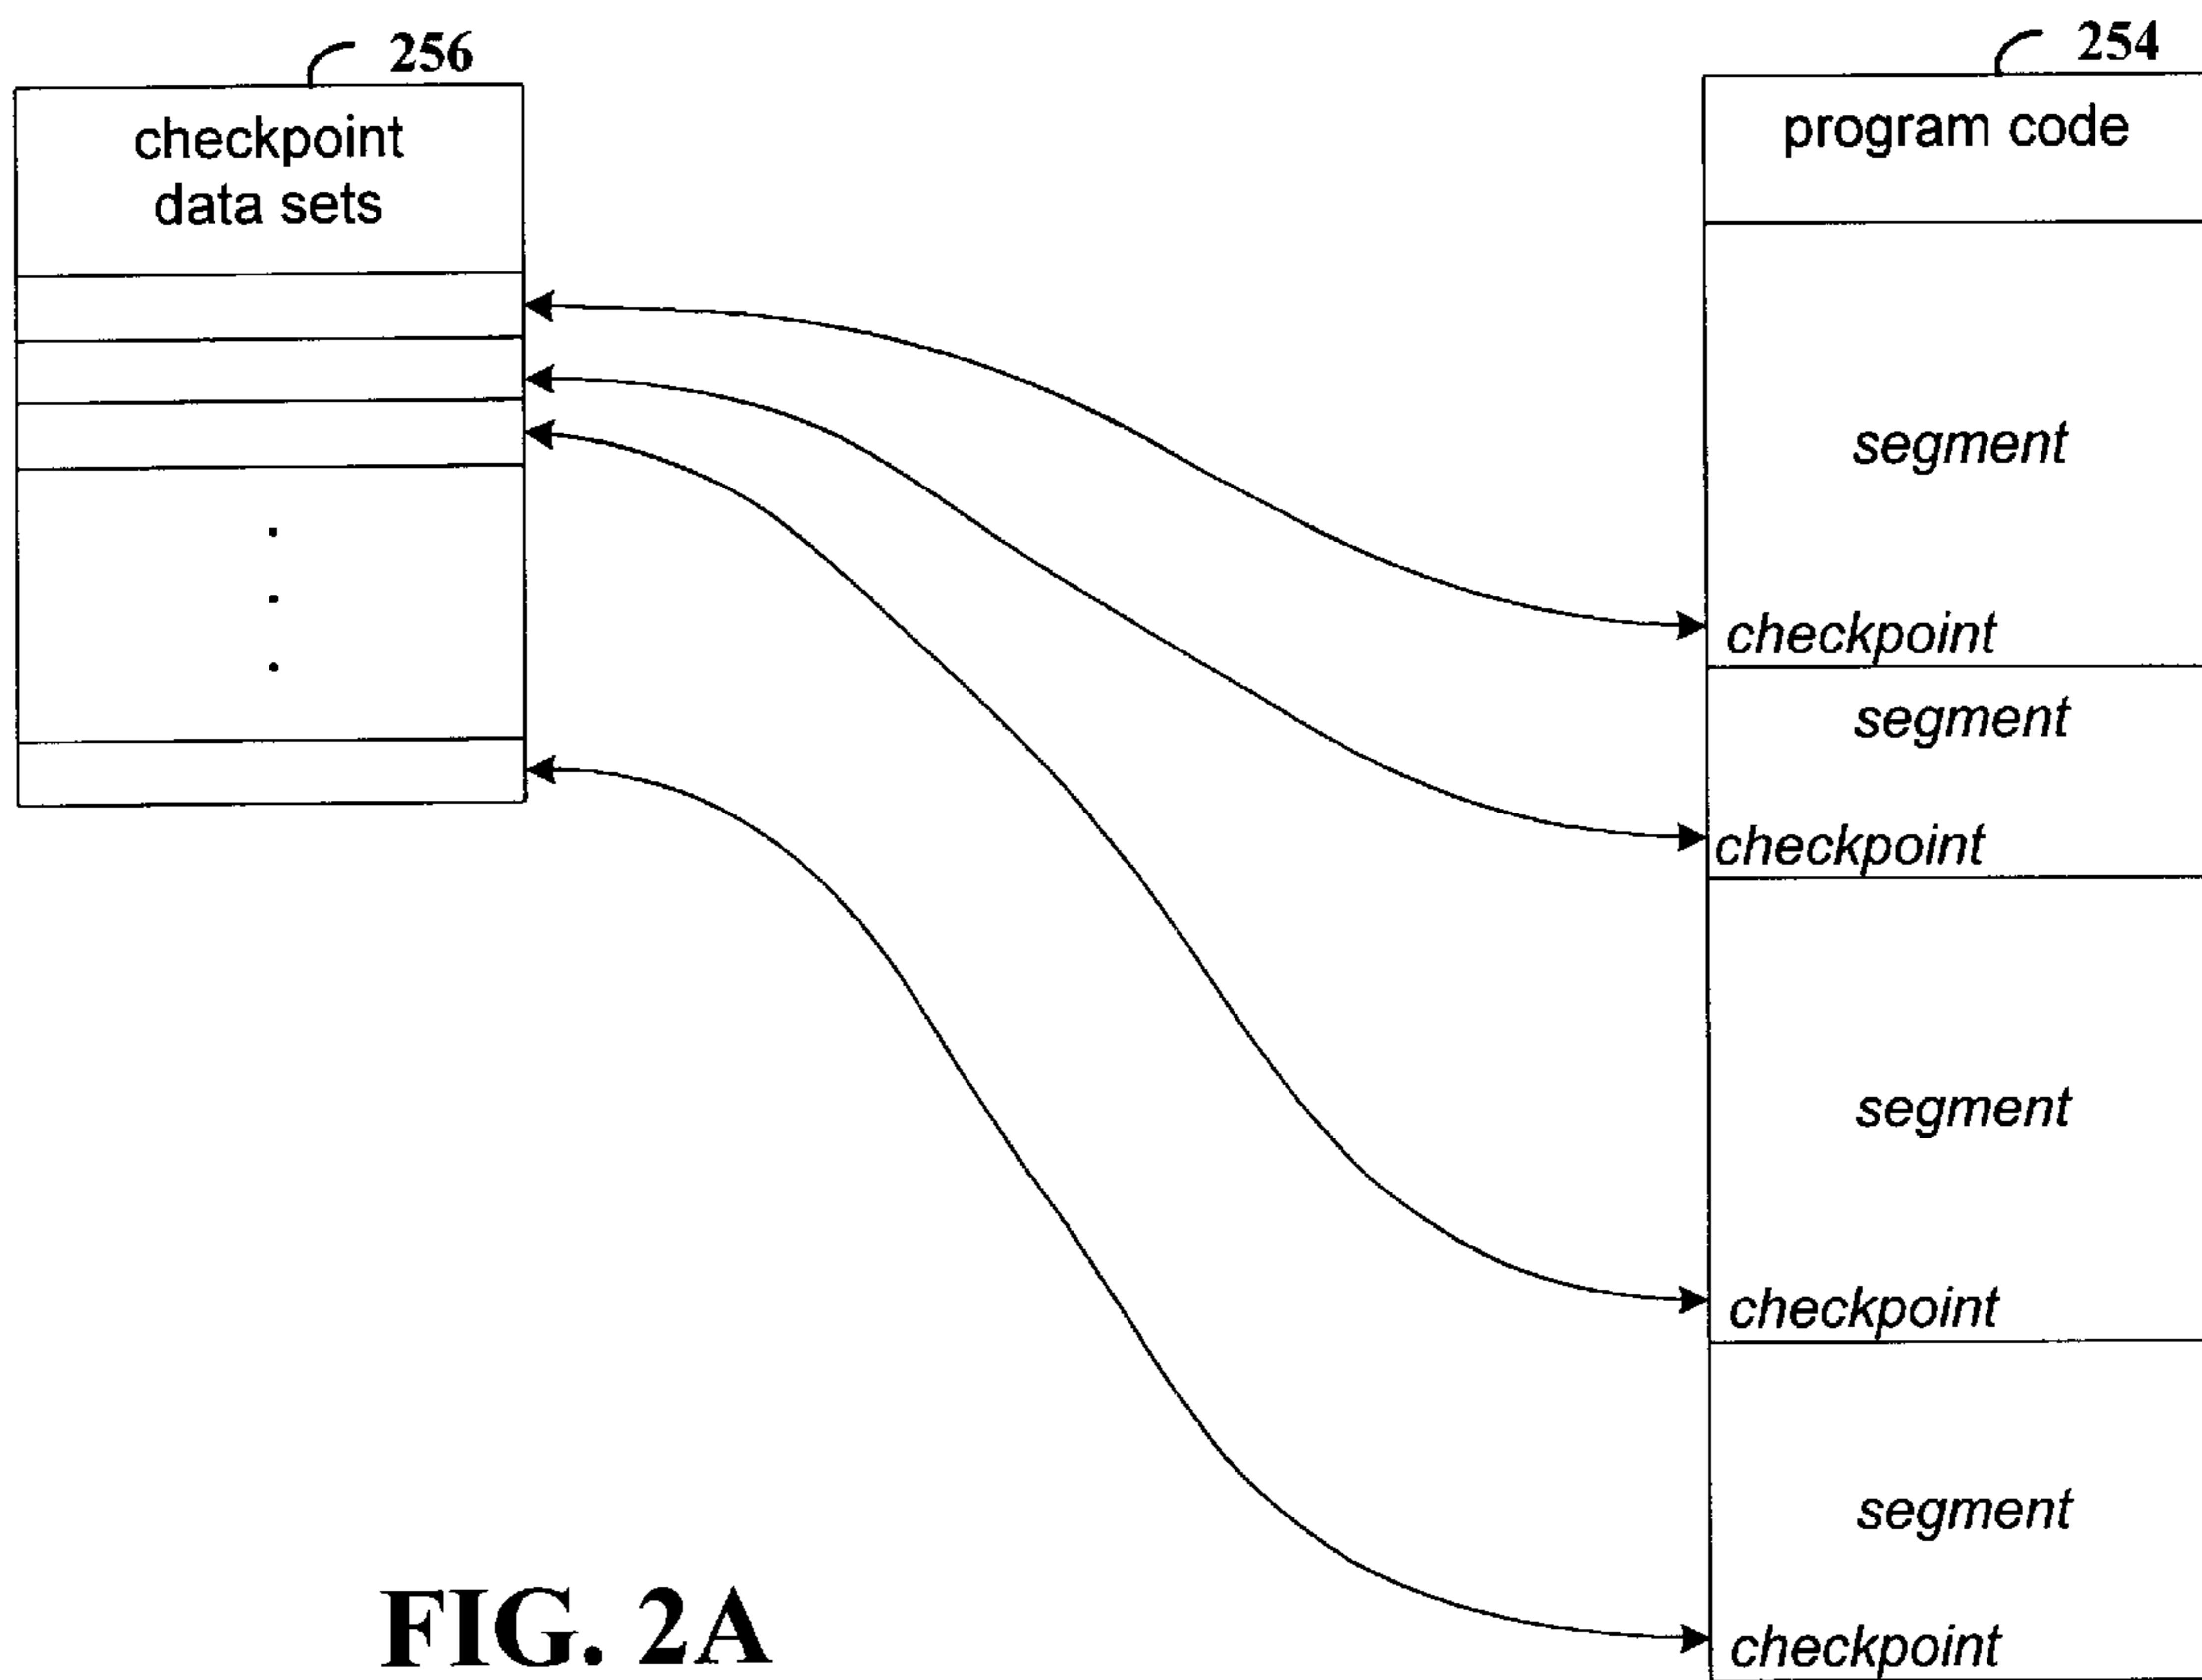 256
checkpoint
data sets
254
program code
segment
checkpoint
segment
checkpoint
segment
checkpoint
segment
checkpoint
FIG. 2A